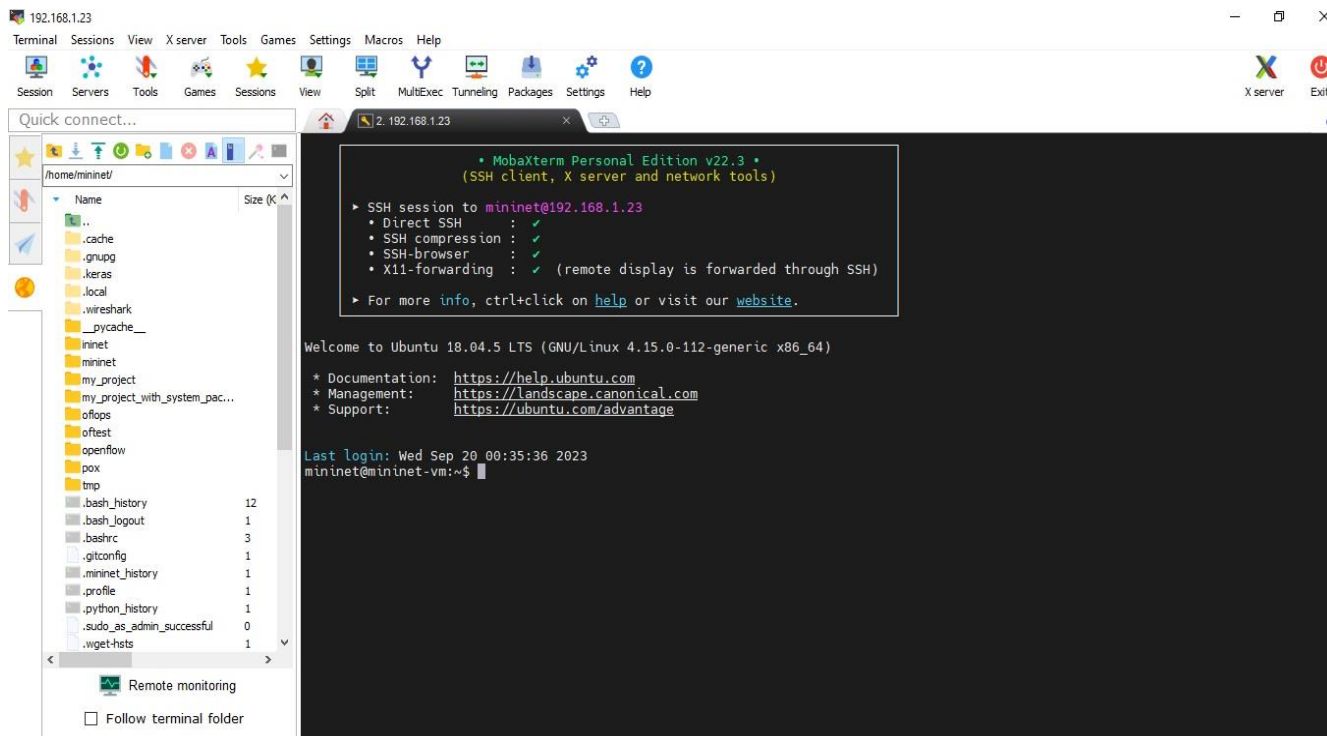 192.168.1.23
Terminal Sessions View X server Tools Games Settings Macros Help
Session Servers Tools Games Sessions View Split MultiExec Tunneling Packages Settings Help X server Exit
Quick connect...
2. 192.168.1.23
/home/mininet/
Name Size (K
..
.cache
.gnupg
.keras
.local
.wireshark
__pycache__
ininet
mininet
my_project
my_project_with_system_pac...
oflops
oftest
openflow
pox
tmp
.bash_history 12
.bash_logout 1
.bashrc 3
.gitconfig 1
.mininet_history 1
.profile 1
.python_history 1
.sudo_as_admin_successful 0
.wget-hsts 1
Remote monitoring
Follow terminal folder
• MobaXterm Personal Edition v22.3 •
(SSH client, X server and network tools)
➤ SSH session to mininet@192.168.1.23
• Direct SSH : ✔
• SSH compression : ✔
• SSH-browser : ✔
• X11-forwarding : ✔ (remote display is forwarded through SSH)
➤ For more info, ctrl+click on help or visit our website.
Welcome to Ubuntu 18.04.5 LTS (GNU/Linux 4.15.0-112-generic x86_64)
* Documentation: https://help.ubuntu.com
* Management: https://landscape.canonical.com
* Support: https://ubuntu.com/advantage
Last login: Wed Sep 20 00:35:36 2023
mininet@mininet-vm:~$